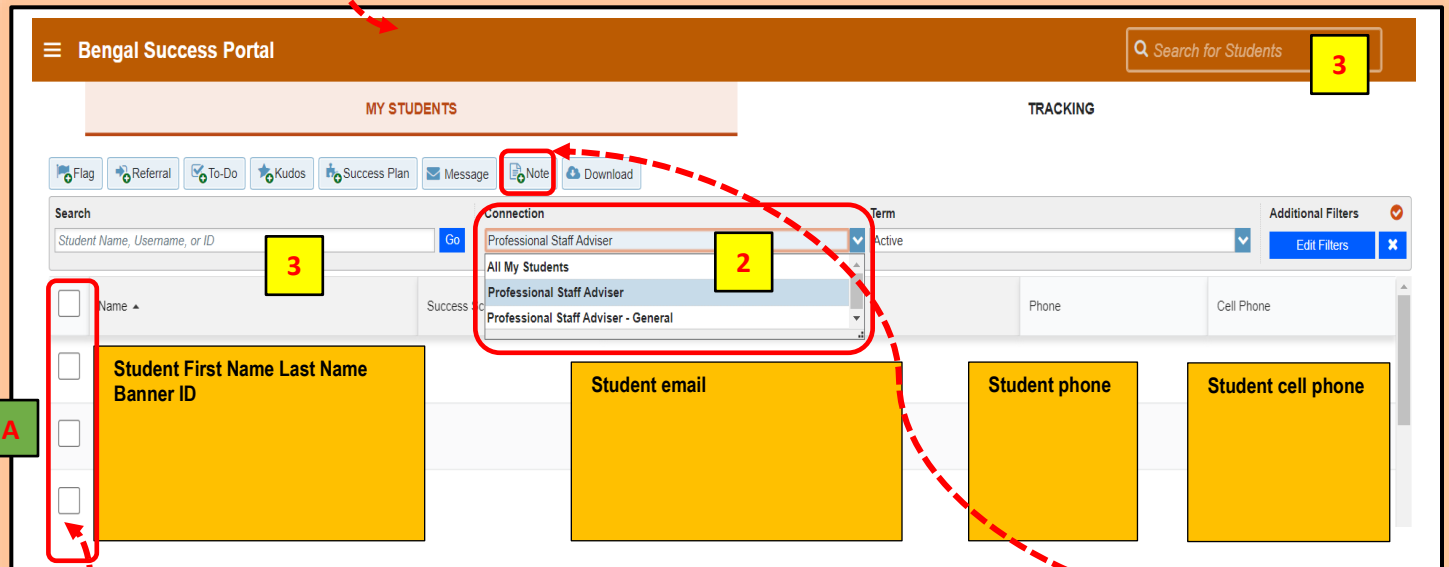 Bengal Success Portal
Search for Students
3
MY STUDENTS
TRACKING
Flag
Referral
To-Do
Kudos
Success Plan
Message
Note
Download
Search
Connection
Term
Additional Filters
Student Name, Username, or ID
Go
Professional Staff Adviser
Active
Edit Filters
3
2
All My Students
Professional Staff Adviser
Professional Staff Adviser - General
Name
Success
Phone
Cell Phone
Student First Name Last Name
Banner ID
Student email
Student phone
Student cell phone
A